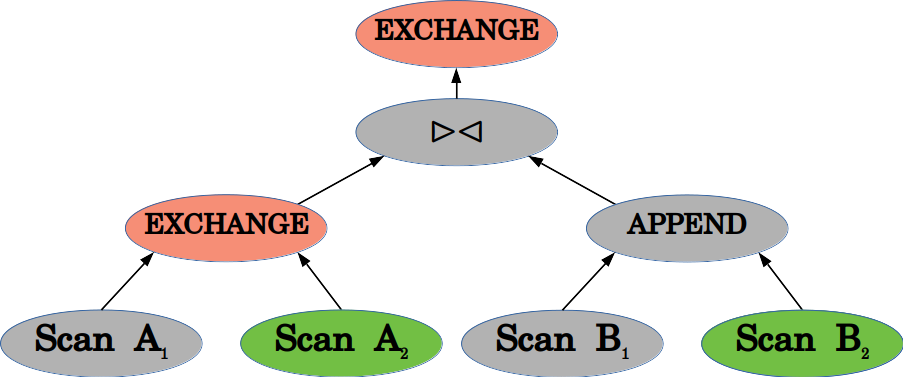 EXCHANGE
▷◁
EXCHANGE
APPEND
Scan A₁
Scan A₂
Scan B₁
Scan B₂